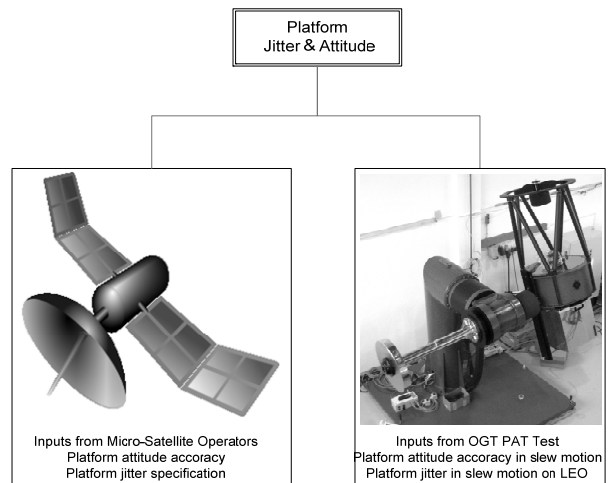 Platform
Jitter & Attitude
Inputs from Micro-Satellite Operators
Platform attitude accoracy
Platform jitter specification
Inputs from OGT PAT Test
Platform attitude accoracy in slew motion
Platform jitter in slew motion on LEO